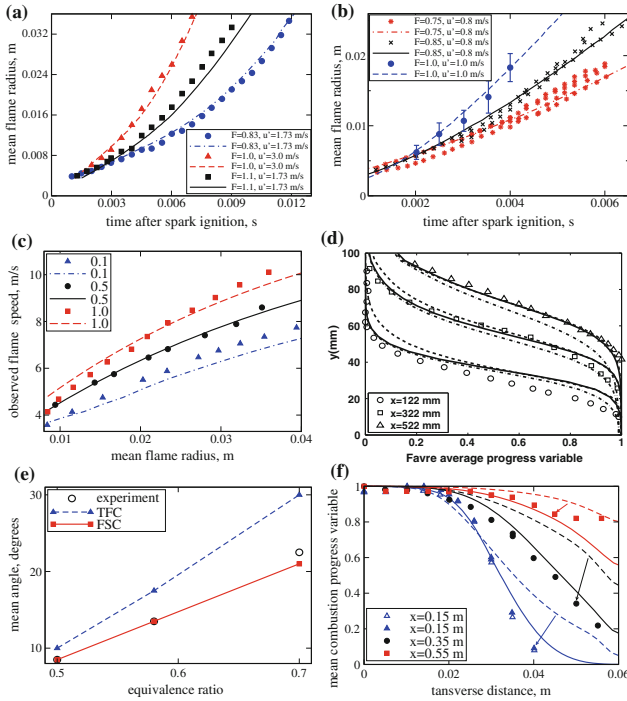 (a)
mean flame radius, m
0.036
0.024
0.016
0.008
0
0
0.003
0.006
0.009
0.012
time after spark ignition, s
F=0.83, u'=1.73 m/s
F=0.83, u'=1.73 m/s
F=1.0, u'=3.0 m/s
F=1.0, u'=3.0 m/s
F=1.1, u'=1.73 m/s
F=1.1, u'=1.73 m/s
(b)
mean flame radius, m
0.02
0.01
0
0.002
0.004
0.006
time after spark ignition, s
F=0.75, u'=0.8 m/s
F=0.75, u'=0.8 m/s
F=0.85, u'=0.8 m/s
F=0.85, u'=0.8 m/s
F=1.0, u'=1.0 m/s
F=1.0, u'=1.0 m/s
(c)
observed flame speed, m/s
10
8
6
4
0.01
0.02
0.03
0.04
mean flame radius, m
0.1
0.1
0.5
0.5
1.0
1.0
(d)
y(mm)
100
80
60
40
20
0
0
0.2
0.4
0.6
0.8
1
Favre average progress variable
x=122 mm
x=322 mm
x=522 mm
(e)
mean angle, degrees
30
20
10
0.5
0.6
0.7
equivalence ratio
experiment
TFC
FSC
(f)
mean combustion progress variable
1
0.8
0.6
0.4
0.2
0
0
0.02
0.04
0.06
tansverse distance, m
x=0.15 m
x=0.15 m
x=0.35 m
x=0.55 m